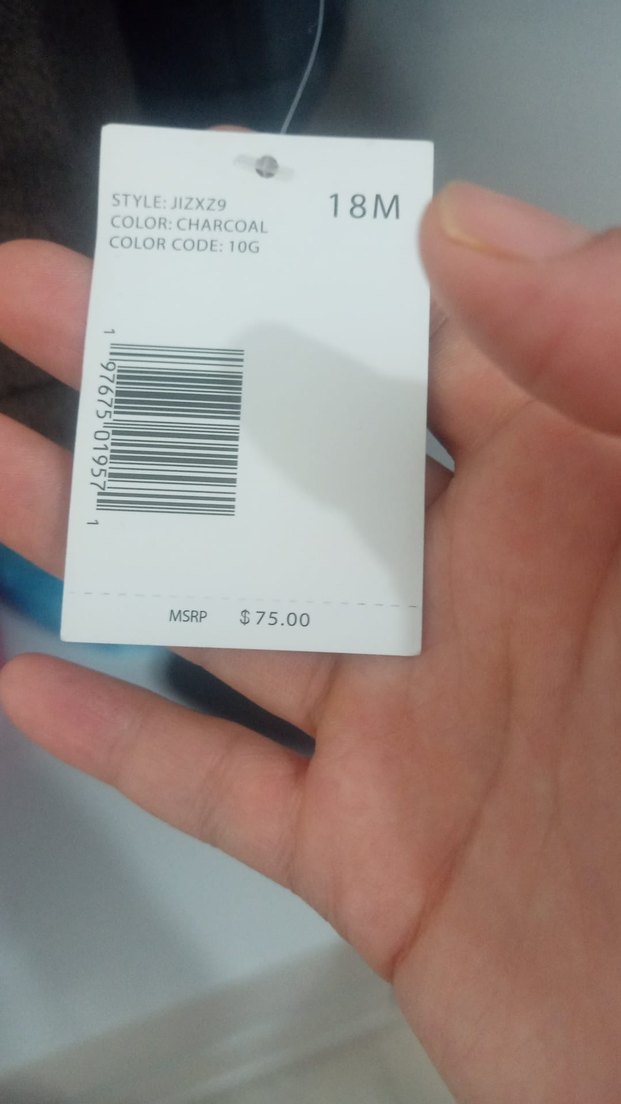 STYLE: JIZXZ9
COLOR: CHARCOAL
COLOR CODE: 10G
18M
1 97675 01957 1
MSRP $75.00